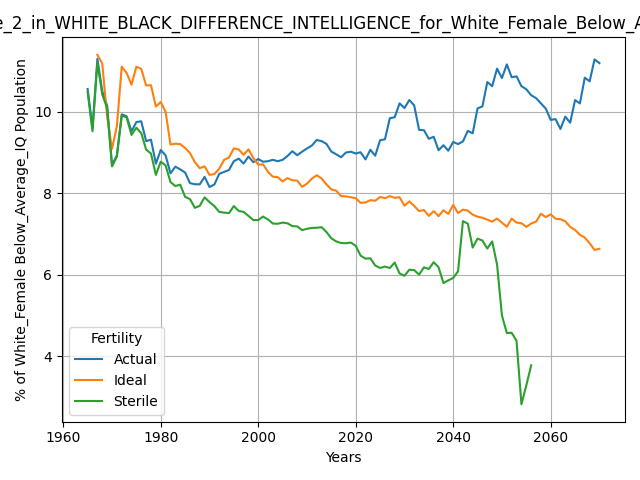 e_2_in_WHITE_BLACK_DIFFERENCE_INTELLIGENCE_for_White_Female_Below_A
% of White_Female Below_Average_IQ Population
10
8
6
4
Fertility
Actual
Ideal
Sterile
1960 1980 2000 2020 2040 2060
Years